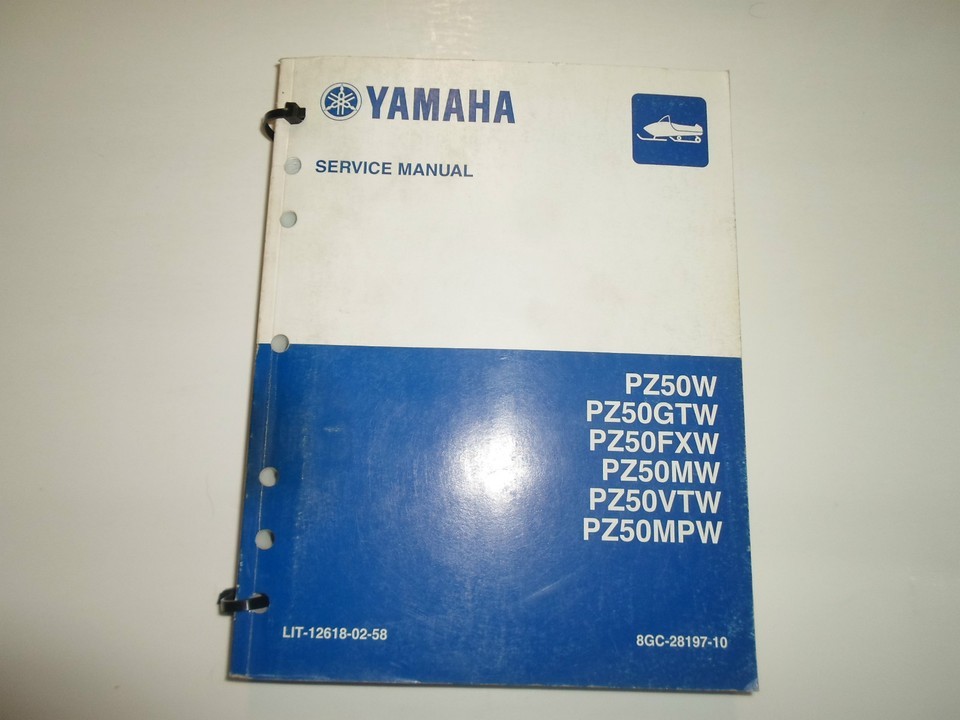 YAMAHA
SERVICE MANUAL
PZ50W
PZ50GTW
PZ50FXW
PZ50MW
PZ50VTW
PZ50MPW
LIT-12618-02-58
8GC-28197-10